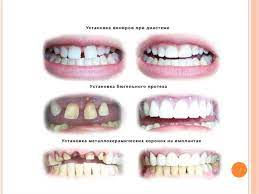 Установка виниров при диастеме
Установка бюгельного протеза
Установка металлокерамических коронок на имплантах